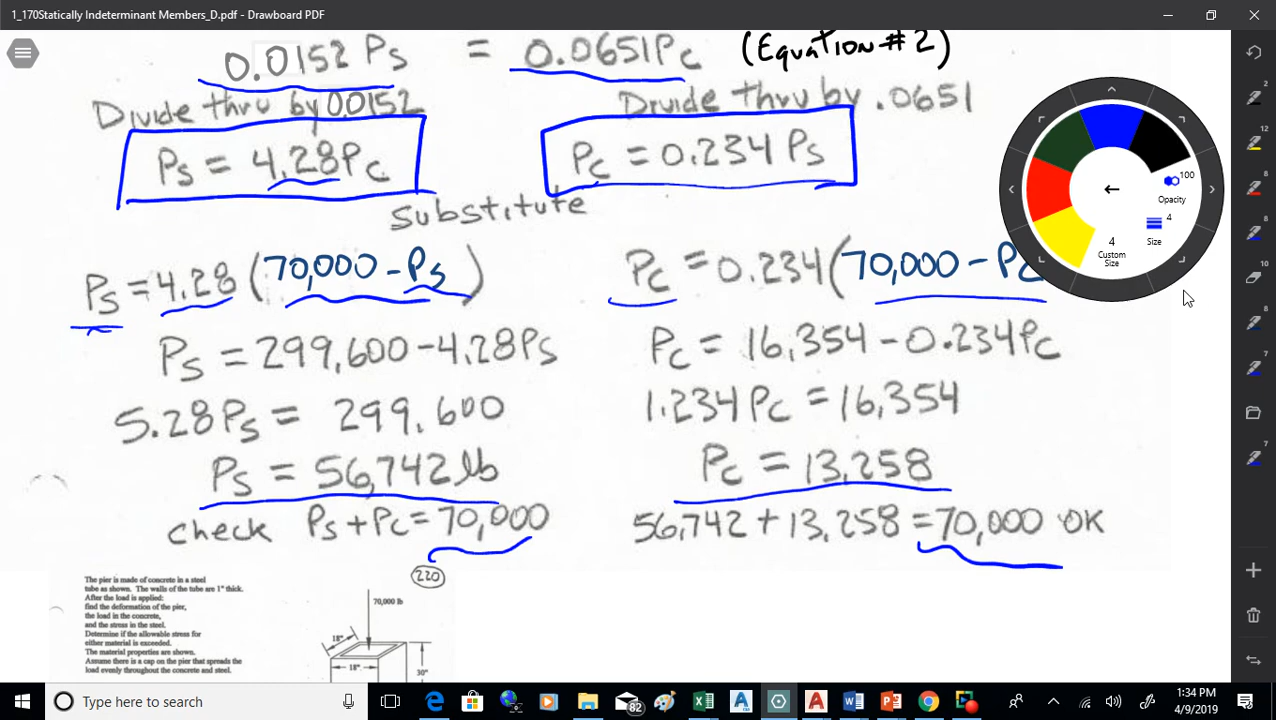 1_170Statically Indeterminant Members_D.pdf - Drawboard PDF
0.0152 Ps = 0.0651Pc (Equation #2)
Divide thru by 0.0152 Divide thru by .0651
Ps = 4.28Pc Pc = 0.234 Ps
Substitute
Ps = 4.28 (70,000 - Ps) Pc = 0.234(70,000 - Pc
Ps = 299,600 - 4.28Ps Pc = 16,354 - 0.234Pc
5.28Ps = 299,600 1.234Pc = 16,354
Ps = 56,742 lb Pc = 13,258
check Ps + Pc = 70,000 56,742 + 13,258 = 70,000 OK
220
The pier is made of concrete in a steel
tube as shown. The walls of the tube are 1" thick.
After the load is applied:
find the deformation of the pier,
the load in the concrete,
and the stress in the steel.
Determine if the allowable stress for
either material is exceeded.
The material properties are shown.
Assume there is a cap on the pier that spreads the
load evenly throughout the concrete and steel.
70,000 lb
18"
18"
30"
100
Opacity
4
Size
4
Custom
Size
2
12
8
8
10
8
7
7
Type here to search
82
1:34 PM
4/9/2019